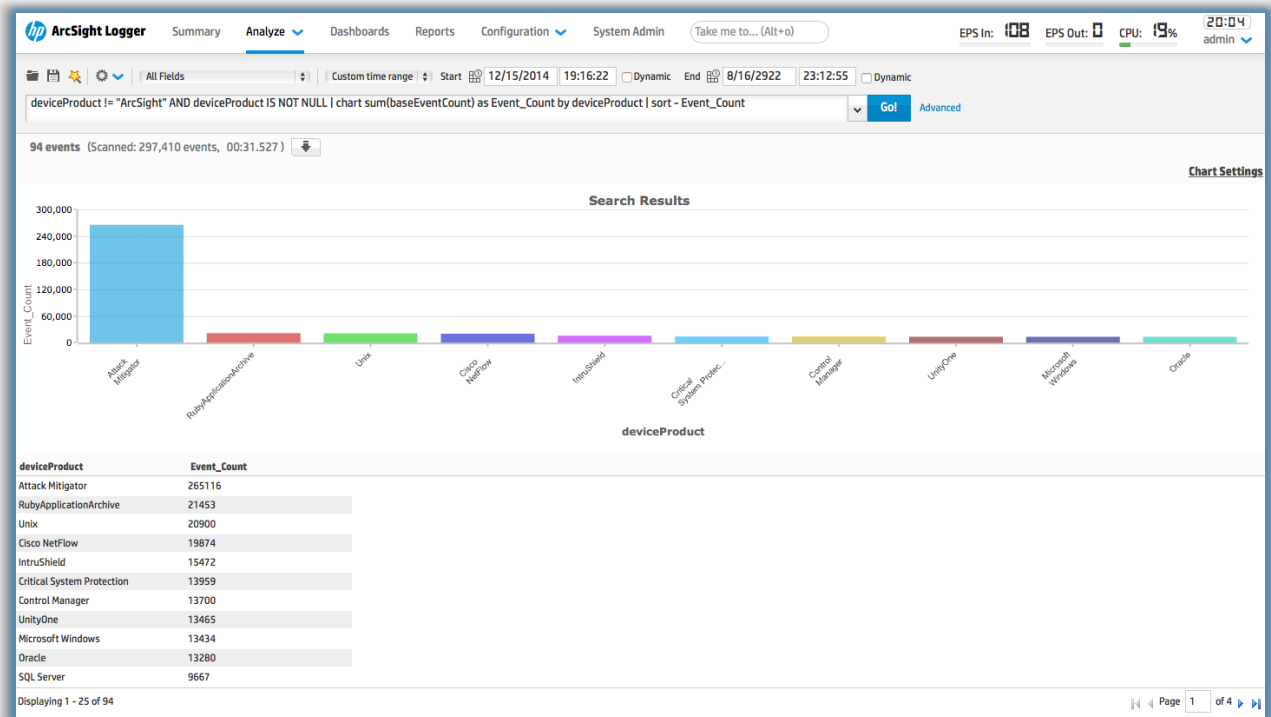 hp ArcSight Logger Summary Analyze Dashboards Reports Configuration System Admin Take me to... (Alt+o) EPS In: 108 EPS Out: 0 CPU: 19% 20:04
admin
All Fields Custom time range Start 12/15/2014 19:16:22 Dynamic End 8/16/2922 23:12:55 Dynamic
deviceProduct != "ArcSight" AND deviceProduct IS NOT NULL | chart sum(baseEventCount) as Event_Count by deviceProduct | sort - Event_Count Go! Advanced
94 events (Scanned: 297,410 events, 00:31.527 )
Chart Settings
Search Results
300,000
240,000
180,000
120,000
60,000
0
Event_Count
Attack Mitigator
RubyApplicationArchive
Unix
Cisco NetFlow
IntruShield
Critical System Protec...
Control Manager
UnityOne
Microsoft Windows
Oracle
deviceProduct
deviceProduct Event_Count
Attack Mitigator 265116
RubyApplicationArchive 21453
Unix 20900
Cisco NetFlow 19874
IntruShield 15472
Critical System Protection 13959
Control Manager 13700
UnityOne 13465
Microsoft Windows 13434
Oracle 13280
SQL Server 9667
Displaying 1 - 25 of 94 Page 1 of 4